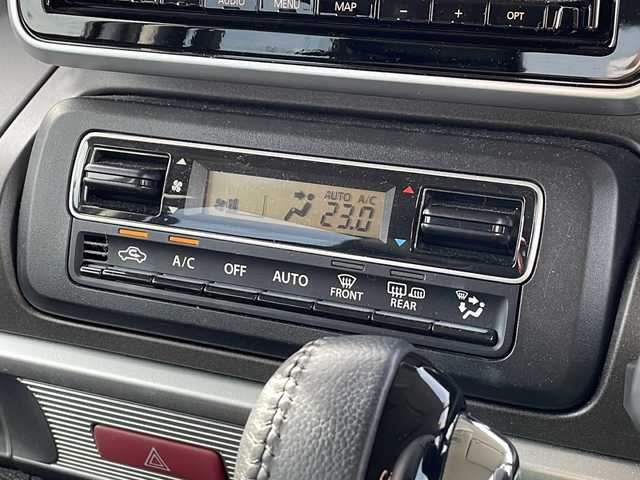 AUDIO MENU MAP − + OPT
AUTO A/C
23.0
A/C OFF AUTO FRONT REAR